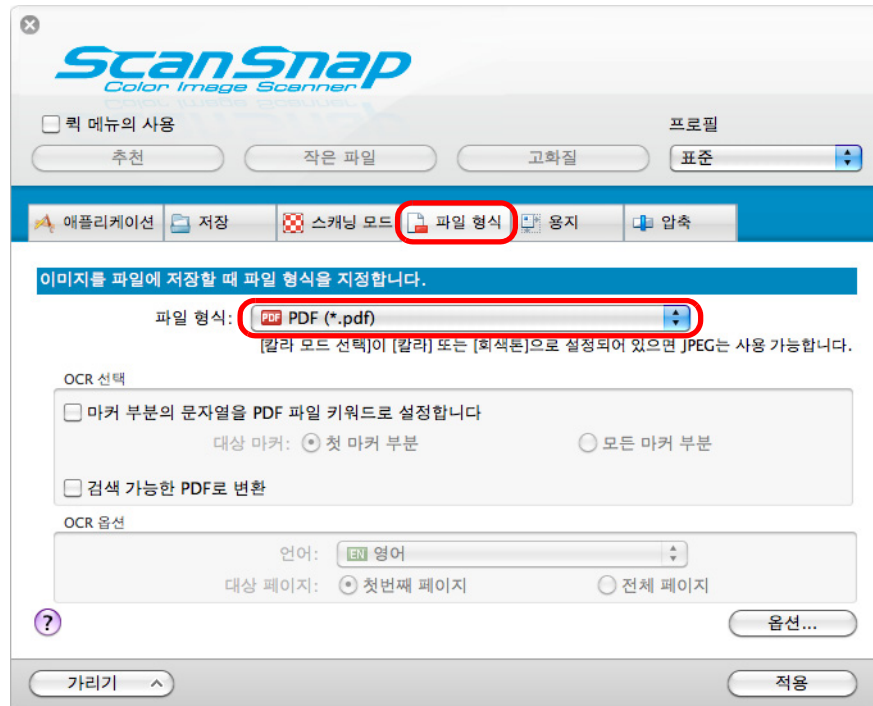 ScanSnap
Color Image Scanner
퀵 메뉴의 사용
프로필
추천
작은 파일
고화질
표준
애플리케이션
저장
스캐닝 모드
파일 형식
용지
압축
이미지를 파일에 저장할 때 파일 형식을 지정합니다.
파일 형식: PDF PDF (*.pdf)
[칼라 모드 선택]이 [칼라] 또는 [회색톤]으로 설정되어 있으면 JPEG는 사용 가능합니다.
OCR 선택
마커 부분의 문자열을 PDF 파일 키워드로 설정합니다
대상 마커: 첫 마커 부분 모든 마커 부분
검색 가능한 PDF로 변환
OCR 옵션
언어: EN 영어
대상 페이지: 첫번째 페이지 전체 페이지
?
옵션...
가리기
적용